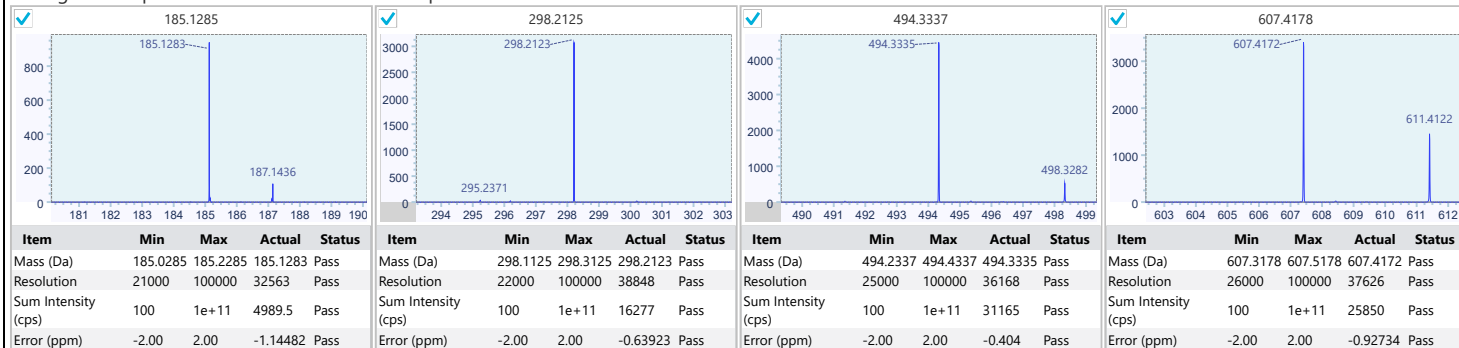 185.1285
185.1283
187.1436
800
600
400
200
0
181 182 183 184 185 186 187 188 189 190
Item Min Max Actual Status
Mass (Da) 185.0285 185.2285 185.1283 Pass
Resolution 21000 100000 32563 Pass
Sum Intensity (cps) 100 1e+11 4989.5 Pass
Error (ppm) -2.00 2.00 -1.14482 Pass
298.2125
298.2123
295.2371
3000
2500
2000
1500
1000
500
0
294 295 296 297 298 299 300 301 302 303
Item Min Max Actual Status
Mass (Da) 298.1125 298.3125 298.2123 Pass
Resolution 22000 100000 38848 Pass
Sum Intensity (cps) 100 1e+11 16277 Pass
Error (ppm) -2.00 2.00 -0.63923 Pass
494.3337
494.3335
498.3282
4000
3000
2000
1000
0
490 491 492 493 494 495 496 497 498 499
Item Min Max Actual Status
Mass (Da) 494.2337 494.4337 494.3335 Pass
Resolution 25000 100000 36168 Pass
Sum Intensity (cps) 100 1e+11 31165 Pass
Error (ppm) -2.00 2.00 -0.404 Pass
607.4178
607.4172
611.4122
3000
2000
1000
0
603 604 605 606 607 608 609 610 611 612
Item Min Max Actual Status
Mass (Da) 607.3178 607.5178 607.4172 Pass
Resolution 26000 100000 37626 Pass
Sum Intensity (cps) 100 1e+11 25850 Pass
Error (ppm) -2.00 2.00 -0.92734 Pass